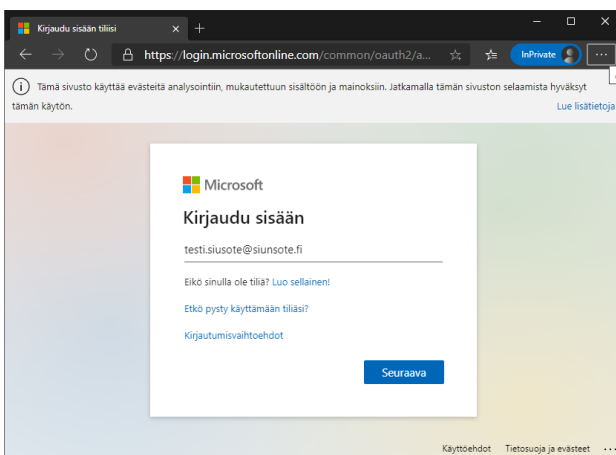 Kirjaudu sisään tiliisi
https://login.microsoftonline.com/common/oauth2/a...
InPrivate
Tämä sivusto käyttää evästeitä analysointiin, mukautettuun sisältöön ja mainoksiin. Jatkamalla tämän sivuston selaamista hyväksyt
tämän käytön.
Lue lisätietoja
Microsoft
Kirjaudu sisään
testi.siusote@siunsote.fi
Eikö sinulla ole tiliä? Luo sellainen!
Etkö pysty käyttämään tiliäsi?
Kirjautumisvaihtoehdot
Seuraava
Käyttöehdot Tietosuoja ja evästeet ...